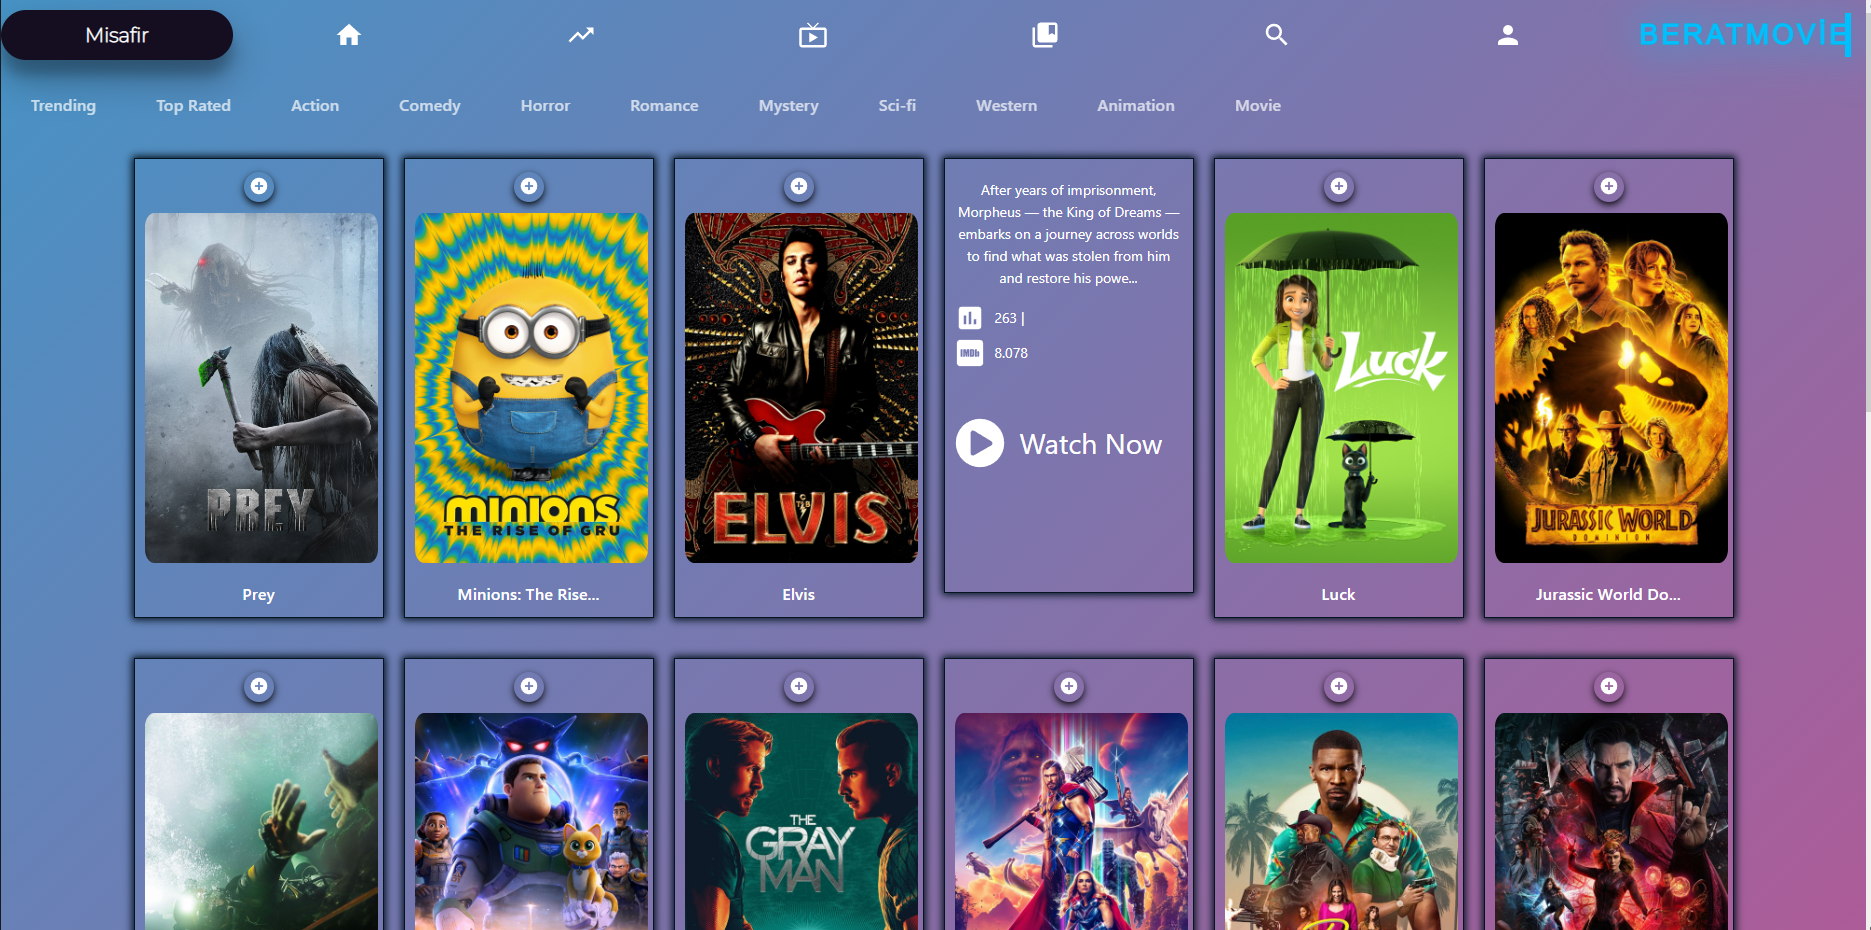 Misafir
BERATMOVİE
Trending
Top Rated
Action
Comedy
Horror
Romance
Mystery
Sci-fi
Western
Animation
Movie
PREY
Prey
minions
THE RISE OF GRU
Minions: The Rise...
ELVIS
Elvis
After years of imprisonment,
Morpheus — the King of Dreams —
embarks on a journey across worlds
to find what was stolen from him
and restore his powe...
263 |
IMDb
8.078
Watch Now
Luck
Luck
JURASSIC WORLD
DOMINION
Jurassic World Do...
THE
GRAY
MAN